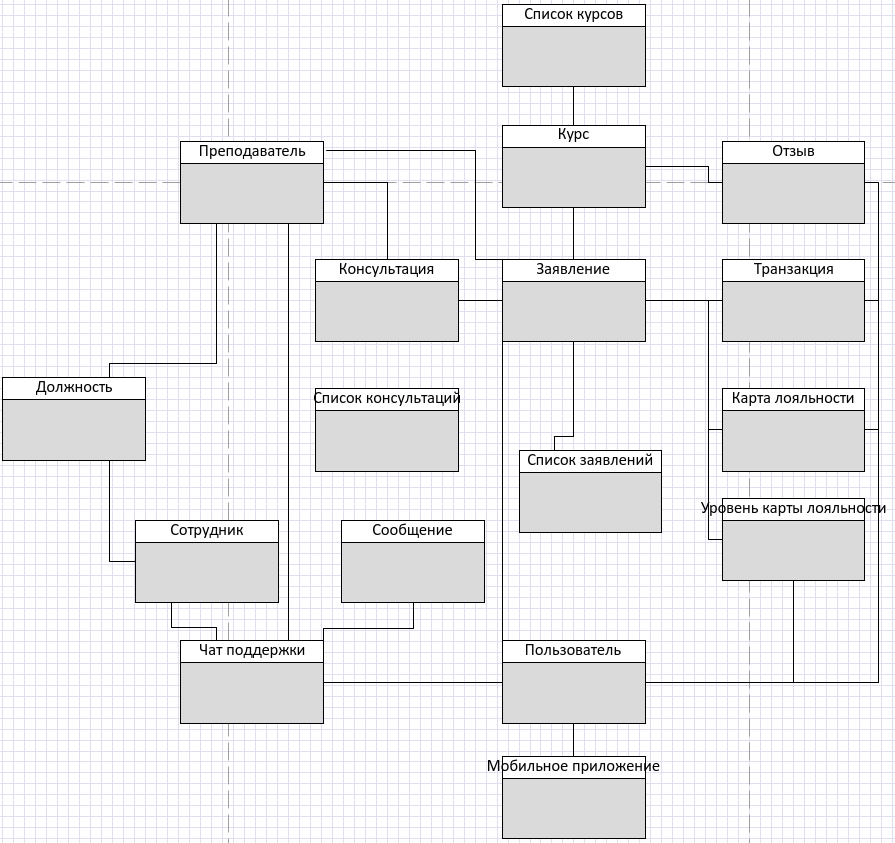 Список курсов
Курс
Преподаватель
Отзыв
Консультация
Заявление
Транзакция
Должность
Список консультаций
Карта лояльности
Список заявлений
Уровень карты лояльности
Сотрудник
Сообщение
Чат поддержки
Пользователь
Мобильное приложение